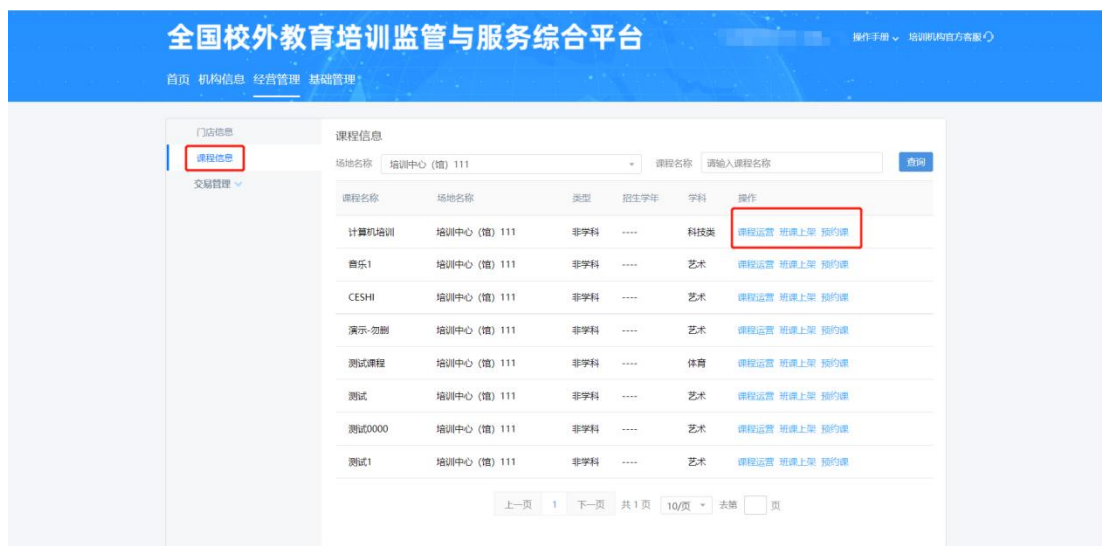 全国校外教育培训监管与服务综合平台
操作手册 培训机构官方客服
首页 机构信息 经营管理 基础管理
门店信息
课程信息
交易管理
课程信息
场地名称 培训中心（馆）111 课程名称 请输入课程名称 查询
课程名称 场地名称 类型 招生学年 学科 操作
计算机培训 培训中心（馆）111 非学科 ---- 科技类 课程运营 班课上架 预约课
音乐1 培训中心（馆）111 非学科 ---- 艺术 课程运营 班课上架 预约课
CESHI 培训中心（馆）111 非学科 ---- 艺术 课程运营 班课上架 预约课
演示-勿删 培训中心（馆）111 非学科 ---- 艺术 课程运营 班课上架 预约课
测试课程 培训中心（馆）111 非学科 ---- 体育 课程运营 班课上架 预约课
测试 培训中心（馆）111 非学科 ---- 艺术 课程运营 班课上架 预约课
测试0000 培训中心（馆）111 非学科 ---- 艺术 课程运营 班课上架 预约课
测试1 培训中心（馆）111 非学科 ---- 艺术 课程运营 班课上架 预约课
上一页 1 下一页 共 1 页 10/页 去第 页